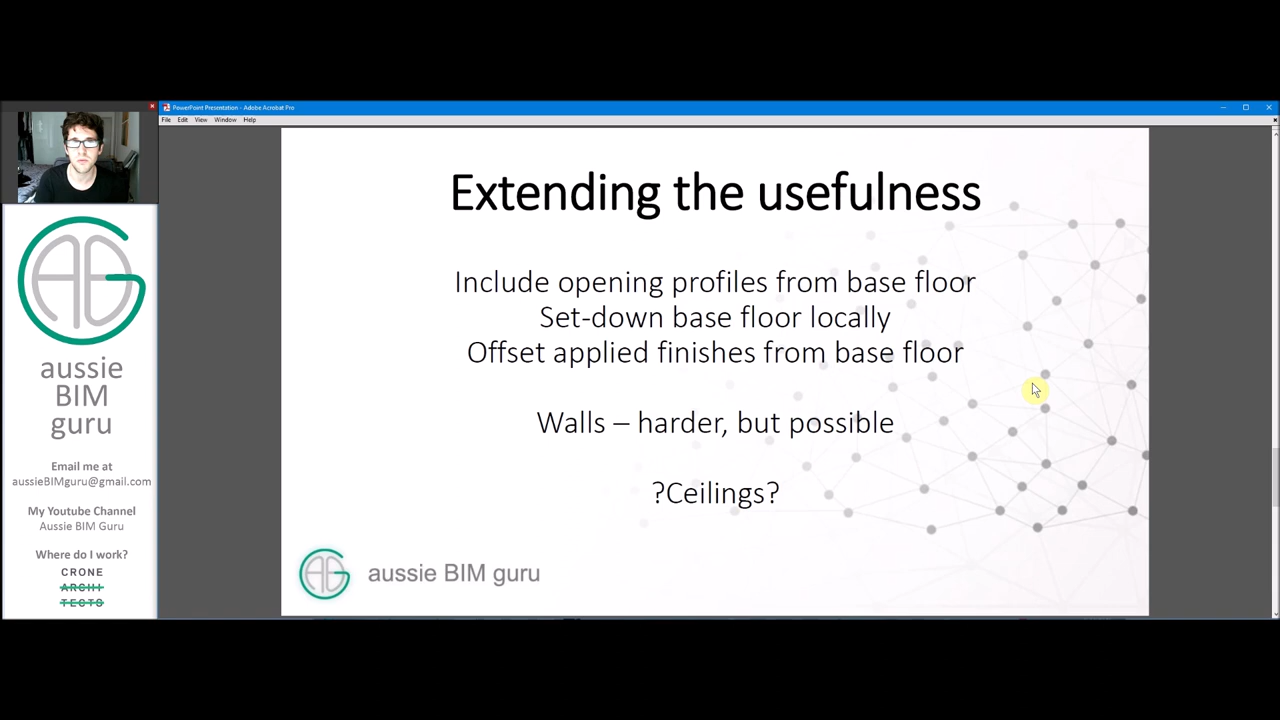 PowerPoint Presentation - Adobe Acrobat Pro
File Edit View Window Help
Extending the usefulness
Include opening profiles from base floor
Set-down base floor locally
Offset applied finishes from base floor
Walls – harder, but possible
?Ceilings?
aussie BIM guru
AG
aussie
BIM
guru
Email me at
aussieBIMguru@gmail.com
My Youtube Channel
Aussie BIM Guru
Where do I work?
CRONE
ARCHI
TECTS